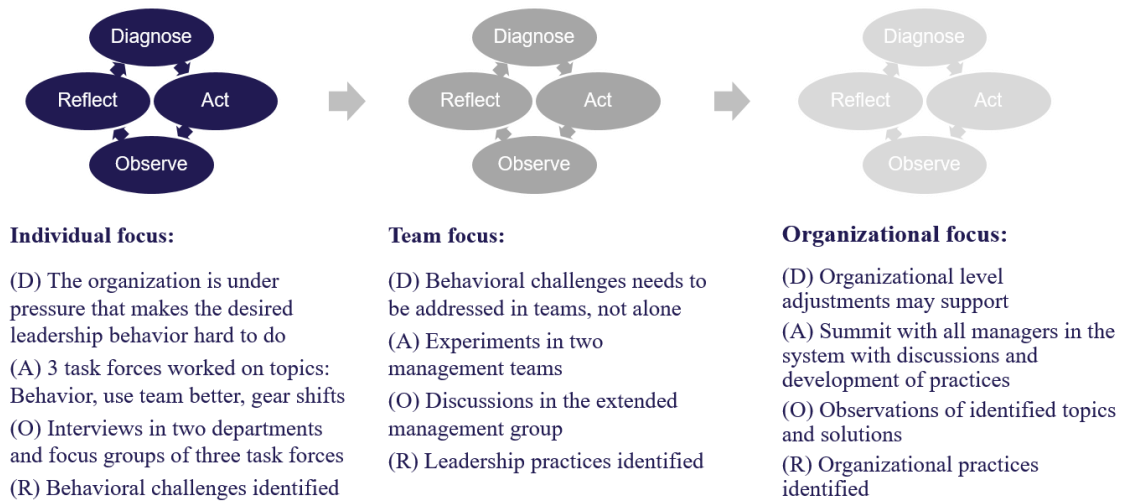 Diagnose
Reflect
Act
Observe
Diagnose
Reflect
Act
Observe
Diagnose
Reflect
Act
Observe
Individual focus:
(D) The organization is under
pressure that makes the desired
leadership behavior hard to do
(A) 3 task forces worked on topics:
Behavior, use team better, gear shifts
(O) Interviews in two departments
and focus groups of three task forces
(R) Behavioral challenges identified
Team focus:
(D) Behavioral challenges needs to
be addressed in teams, not alone
(A) Experiments in two
management teams
(O) Discussions in the extended
management group
(R) Leadership practices identified
Organizational focus:
(D) Organizational level
adjustments may support
(A) Summit with all managers in the
system with discussions and
development of practices
(O) Observations of identified topics
and solutions
(R) Organizational practices
identified